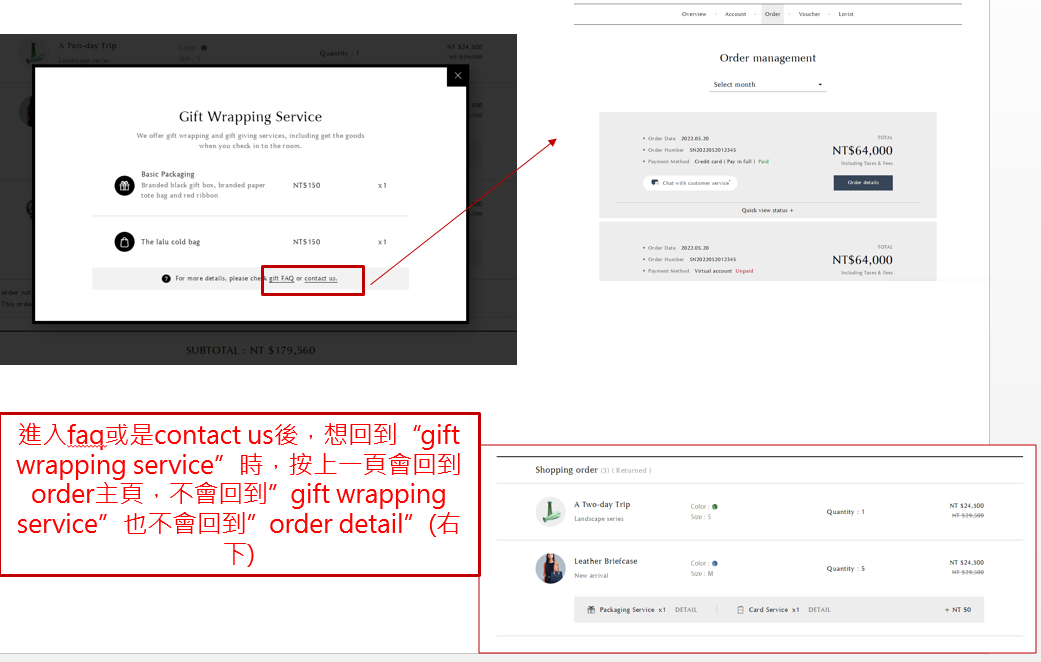 Overview · Account · Order · Voucher · Lovist
Order management
Select month
• Order Date 2022.05.20
• Order Number SN2022052012345
• Payment Method Credit card ( Pay in full ) Paid
TOTAL
NT$64,000
Including Taxes & Fees
Chat with customer service
Order details
Quick view status +
• Order Date 2022.05.20
• Order Number SN2022052012345
• Payment Method Virtual account Unpaid
TOTAL
NT$64,000
Including Taxes & Fees
A Two-day Trip
Landscape series
Color :
Size : S
Quantity : 1
NT $24,500
NT $29,500
Gift Wrapping Service
We offer gift wrapping and gift giving services, including get the goods
when you check in to the room.
Basic Packaging
Branded black gift box, branded paper
tote bag and red ribbon
NT$150
x1
The lalu cold bag
NT$150
x1
? For more details, please check gift FAQ or contact us.
This order
SUBTOTAL : NT $179,560
進入faq或是contact us後，想回到“gift
wrapping service”時，按上一頁會回到
order主頁，不會回到”gift wrapping
service”也不會回到”order detail”(右
下)
Shopping order (3) ( Returned )
A Two-day Trip
Landscape series
Color :
Size : S
Quantity : 1
NT $24,500
NT $29,500
Leather Briefcase
New arrival
Color :
Size : M
Quantity : 5
NT $24,500
NT $29,500
Packaging Service x1 DETAIL
Card Service x1 DETAIL
+ NT $0